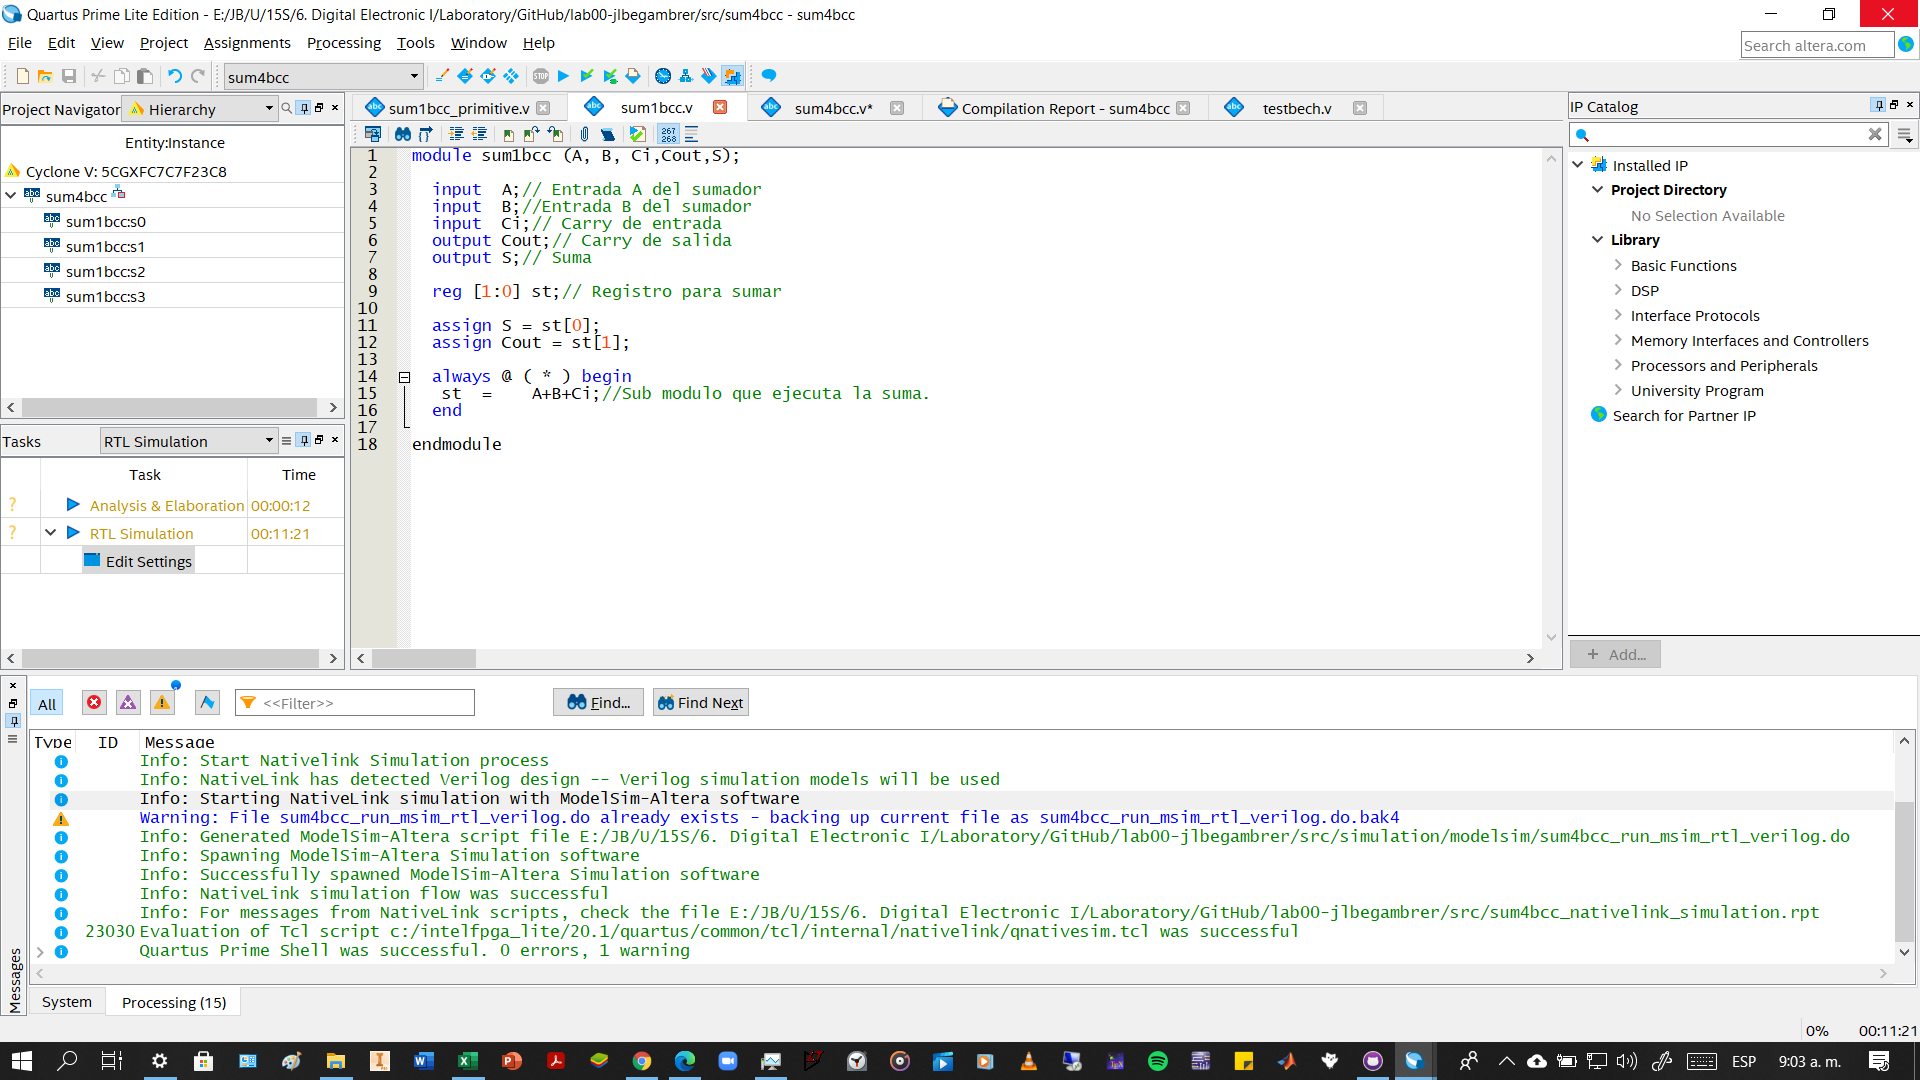 Quartus Prime Lite Edition - E:/JB/U/15S/6. Digital Electronic I/Laboratory/GitHub/lab00-jlbegambrer/src/sum4bcc - sum4bcc
File Edit View Project Assignments Processing Tools Window Help
Search altera.com
sum4bcc
STOP
Project Navigator Hierarchy
sum1bcc_primitive.v
sum1bcc.v
sum4bcc.v*
Compilation Report - sum4bcc
testbech.v
IP Catalog
Entity:Instance
Cyclone V: 5CGXFC7C7F23C8
sum4bcc
sum1bcc:s0
sum1bcc:s1
sum1bcc:s2
sum1bcc:s3
267
268
1 module sum1bcc (A, B, Ci,Cout,S);
2
3 input  A;// Entrada A del sumador
4 input  B;//Entrada B del sumador
5 input  Ci;// Carry de entrada
6 output Cout;// Carry de salida
7 output S;// Suma
8
9 reg [1:0] st;// Registro para sumar
10
11 assign S = st[0];
12 assign Cout = st[1];
13
14 always @ ( * ) begin
15 st  =    A+B+Ci;//Sub modulo que ejecuta la suma.
16 end
17
18 endmodule
Installed IP
Project Directory
No Selection Available
Library
Basic Functions
DSP
Interface Protocols
Memory Interfaces and Controllers
Processors and Peripherals
University Program
Search for Partner IP
+ Add...
Tasks RTL Simulation
Task Time
? Analysis & Elaboration 00:00:12
? RTL Simulation 00:11:21
Edit Settings
All
<<Filter>>
Find...
Find Next
Type ID Message
Info: Start Nativelink Simulation process
Info: NativeLink has detected Verilog design -- Verilog simulation models will be used
Info: Starting NativeLink simulation with ModelSim-Altera software
Warning: File sum4bcc_run_msim_rtl_verilog.do already exists - backing up current file as sum4bcc_run_msim_rtl_verilog.do.bak4
Info: Generated ModelSim-Altera script file E:/JB/U/15S/6. Digital Electronic I/Laboratory/GitHub/lab00-jlbegambrer/src/simulation/modelsim/sum4bcc_run_msim_rtl_verilog.do
Info: Spawning ModelSim-Altera Simulation software
Info: Successfully spawned ModelSim-Altera Simulation software
Info: NativeLink simulation flow was successful
Info: For messages from NativeLink scripts, check the file E:/JB/U/15S/6. Digital Electronic I/Laboratory/GitHub/lab00-jlbegambrer/src/sum4bcc_nativelink_simulation.rpt
23030 Evaluation of Tcl script c:/intelfpga_lite/20.1/quartus/common/tcl/internal/nativelink/qnativesim.tcl was successful
Quartus Prime Shell was successful. 0 errors, 1 warning
Messages
System Processing (15)
0% 00:11:21
ESP 9:03 a. m.